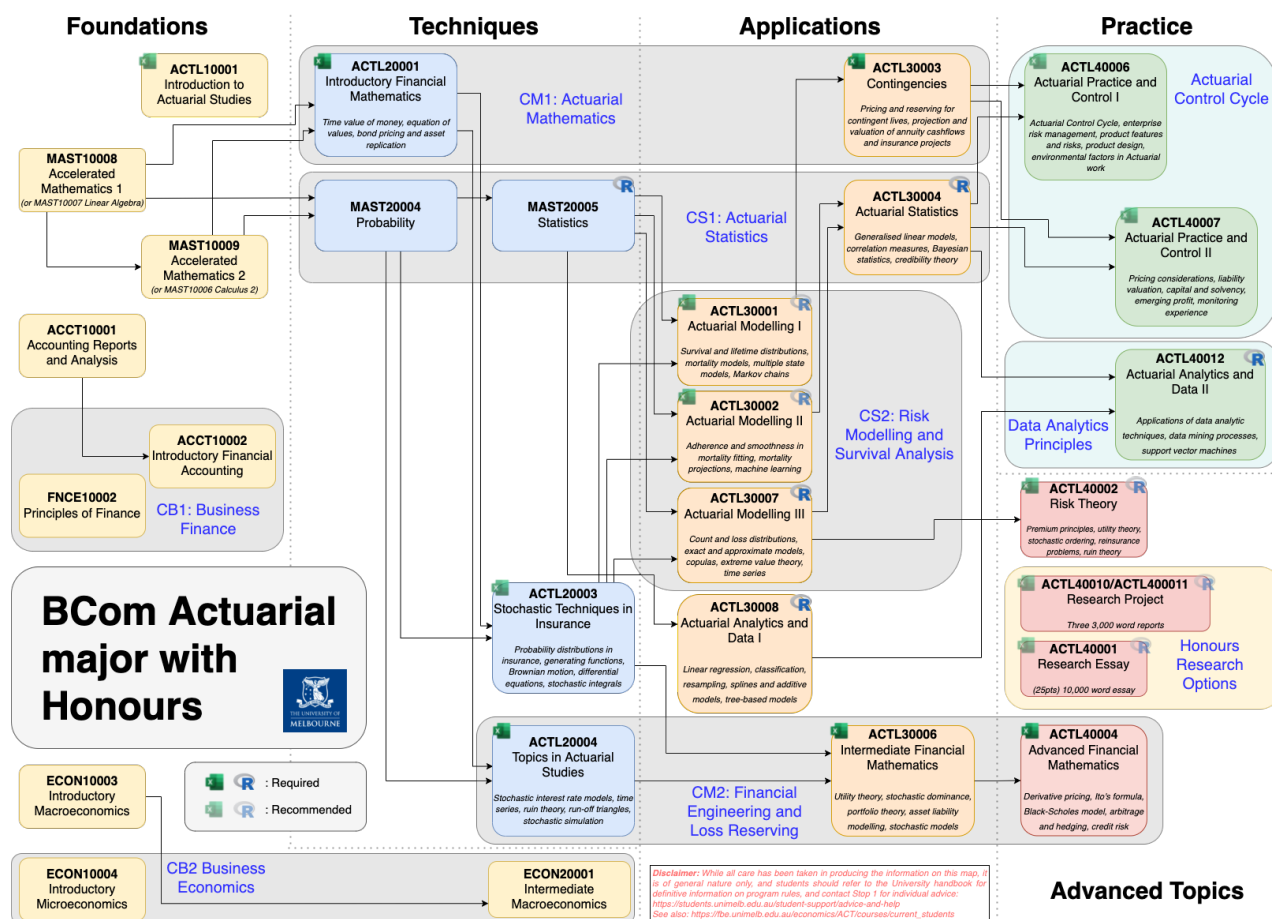 Foundations
Techniques
Applications
Practice
ACTL10001
Introduction to
Actuarial Studies
MAST10008
Accelerated
Mathematics 1
(or MAST10007 Linear Algebra)
MAST10009
Accelerated
Mathematics 2
(or MAST10006 Calculus 2)
ACCT10001
Accounting Reports
and Analysis
ACCT10002
Introductory Financial
Accounting
FNCE10002
Principles of Finance
CB1: Business
Finance
BCom Actuarial
major with
Honours
THE UNIVERSITY OF
MELBOURNE
ECON10003
Introductory
Macroeconomics
: Required
: Recommended
ECON10004
Introductory
Microeconomics
CB2 Business
Economics
ECON20001
Intermediate
Macroeconomics
ACTL20001
Introductory Financial
Mathematics
Time value of money, equation of
values, bond pricing and asset
replication
CM1: Actuarial
Mathematics
MAST20004
Probability
MAST20005
Statistics
CS1: Actuarial
Statistics
ACTL20003
Stochastic Techniques in
Insurance
Probability distributions in
insurance, generating functions,
Brownian motion, differential
equations, stochastic integrals
ACTL20004
Topics in Actuarial
Studies
Stochastic interest rate models, time
series, ruin theory, run-off triangles,
stochastic simulation
ACTL30003
Contingencies
Pricing and reserving for
contingent lives, projection and
valuation of annuity cashflows
and insurance projects
ACTL30004
Actuarial Statistics
Generalised linear models,
correlation measures, Bayesian
statistics, credibility theory
ACTL30001
Actuarial Modelling I
Survival and lifetime distributions,
mortality models, multiple state
models, Markov chains
ACTL30002
Actuarial Modelling II
Adherence and smoothness in
mortality fitting, mortality
projections, machine learning
ACTL30007
Actuarial Modelling III
Count and loss distributions,
exact and approximate models,
copulas, extreme value theory,
time series
CS2: Risk
Modelling and
Survival Analysis
ACTL30008
Actuarial Analytics and
Data I
Linear regression, classification,
resampling, splines and additive
models, tree-based models
CM2: Financial
Engineering and
Loss Reserving
ACTL30006
Intermediate Financial
Mathematics
Utility theory, stochastic dominance,
portfolio theory, asset liability
modelling, stochastic models
ACTL40006
Actuarial Practice and
Control I
Actuarial Control Cycle, enterprise
risk management, product features
and risks, product design,
environmental factors in Actuarial
work
Actuarial
Control Cycle
ACTL40007
Actuarial Practice and
Control II
Pricing considerations, liability
valuation, capital and solvency,
emerging profit, monitoring
experience
ACTL40012
Actuarial Analytics and
Data II
Applications of data analytic
techniques, data mining processes,
support vector machines
Data Analytics
Principles
ACTL40002
Risk Theory
Premium principles, utility theory,
stochastic ordering, reinsurance
problems, ruin theory
ACTL40010/ACTL400011
Research Project
Three 3,000 word reports
ACTL40001
Research Essay
(25pts) 10,000 word essay
Honours
Research
Options
ACTL40004
Advanced Financial
Mathematics
Derivative pricing, Ito's formula,
Black-Scholes model, arbitrage
and hedging, credit risk
Disclaimer: While all care has been taken in producing the information on this map, it
is of general nature only, and students should refer to the University handbook for
definitive information on program rules, and contact Stop 1 for individual advice:
https://students.unimelb.edu.au/student-support/advice-and-help
See also: https://fbe.unimelb.edu.au/economics/ACT/courses/current_students
Advanced Topics